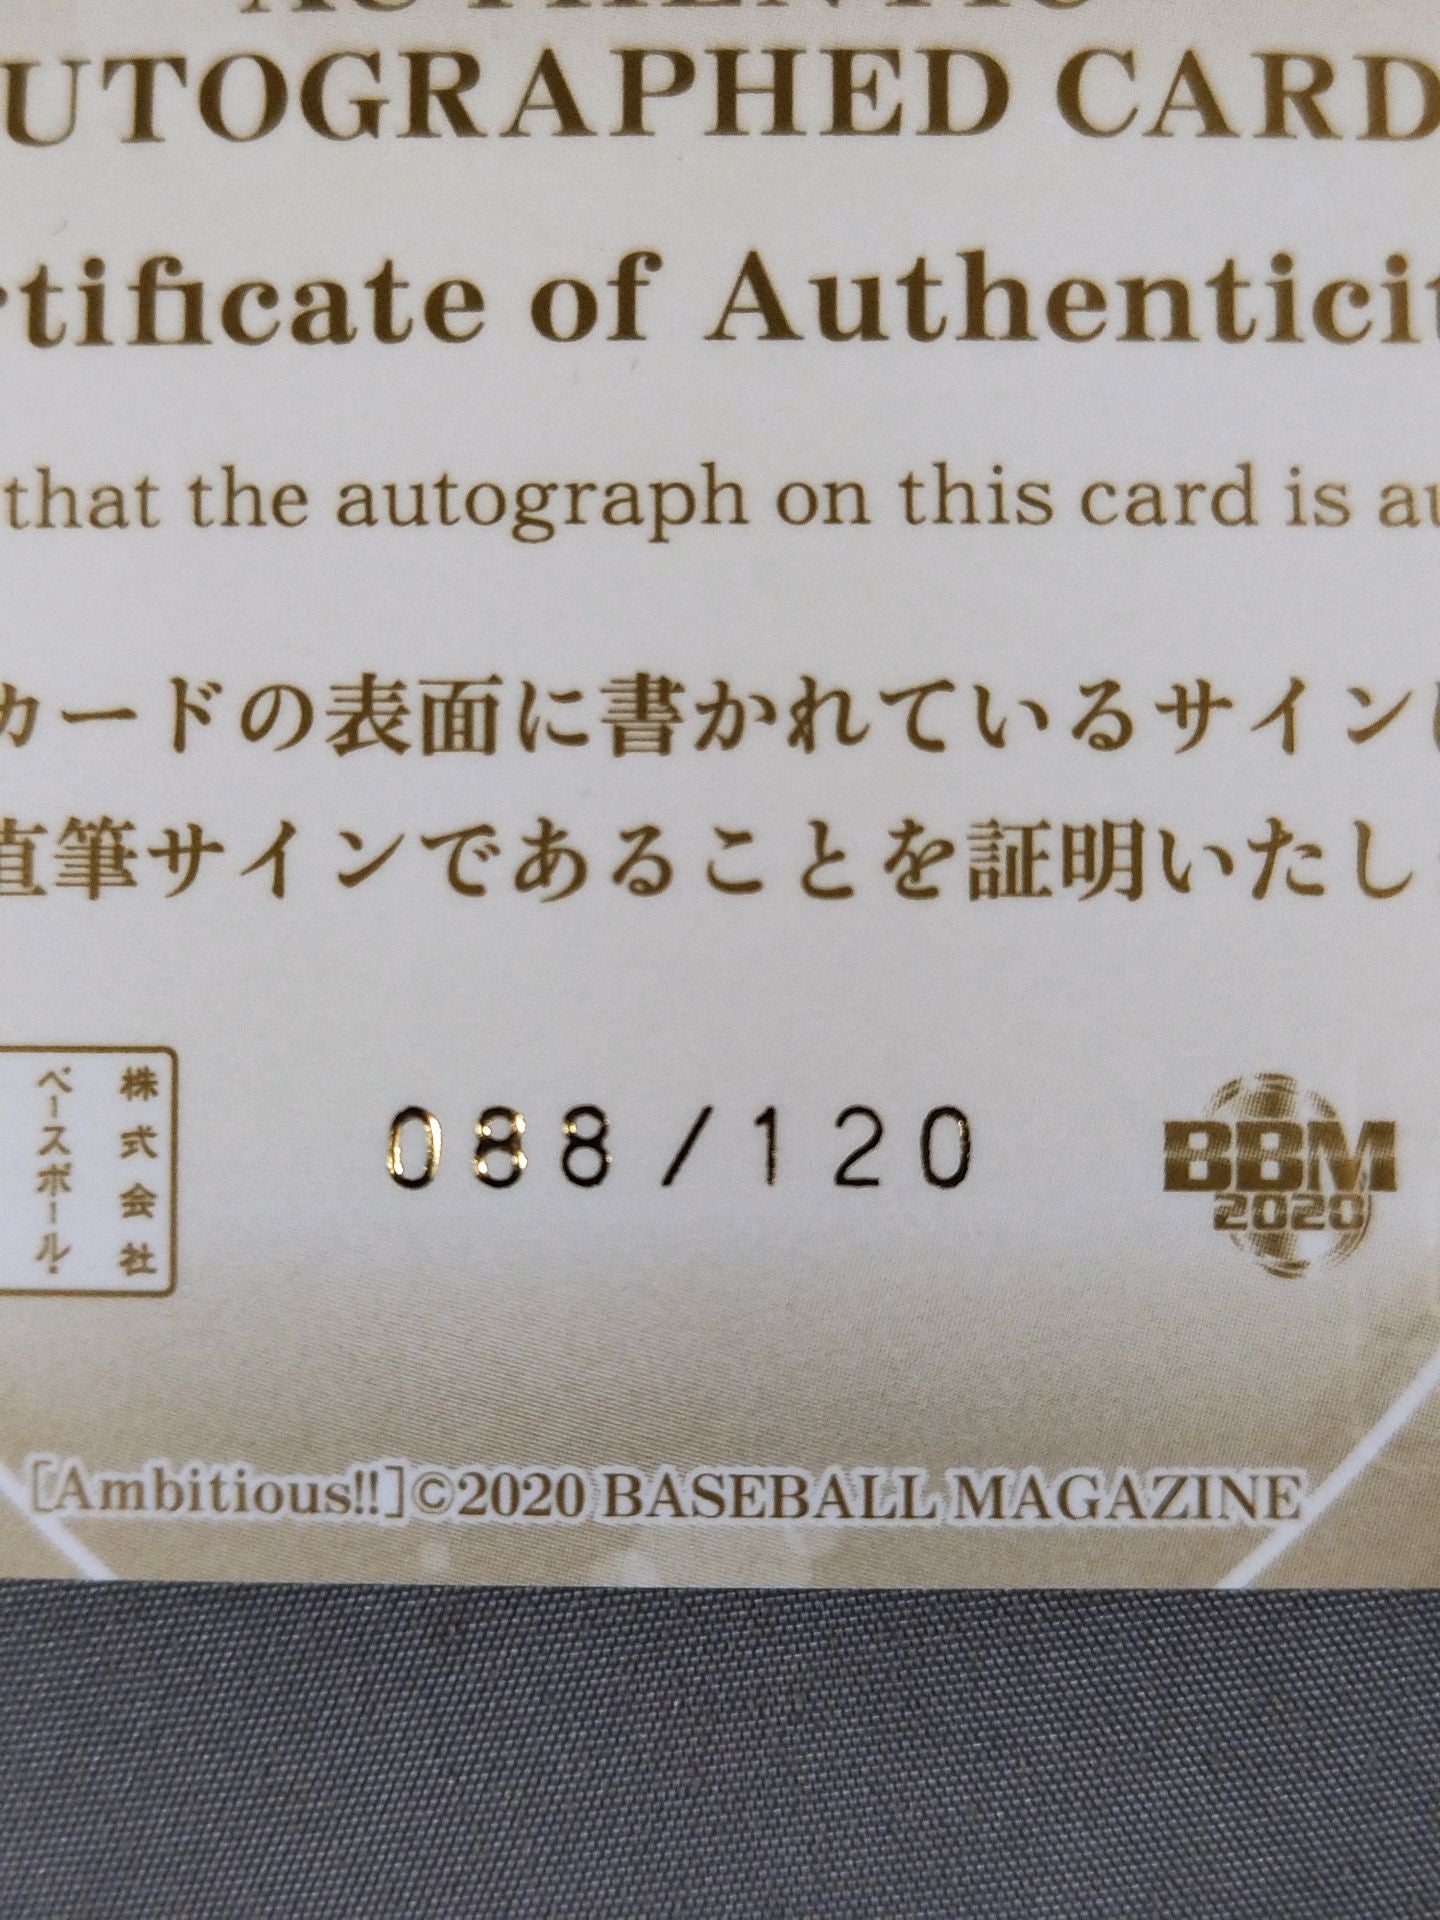 AUTHENTIC
UTOGRAPHED CARD
rtificate of Authenticit
that the autograph on this card is au
カードの表面に書かれているサイン
直筆サインであることを証明いたし
株式会社
ベースボール・
088/120
BBM
2020
[Ambitious!!]©2020 BASEBALL MAGAZINE